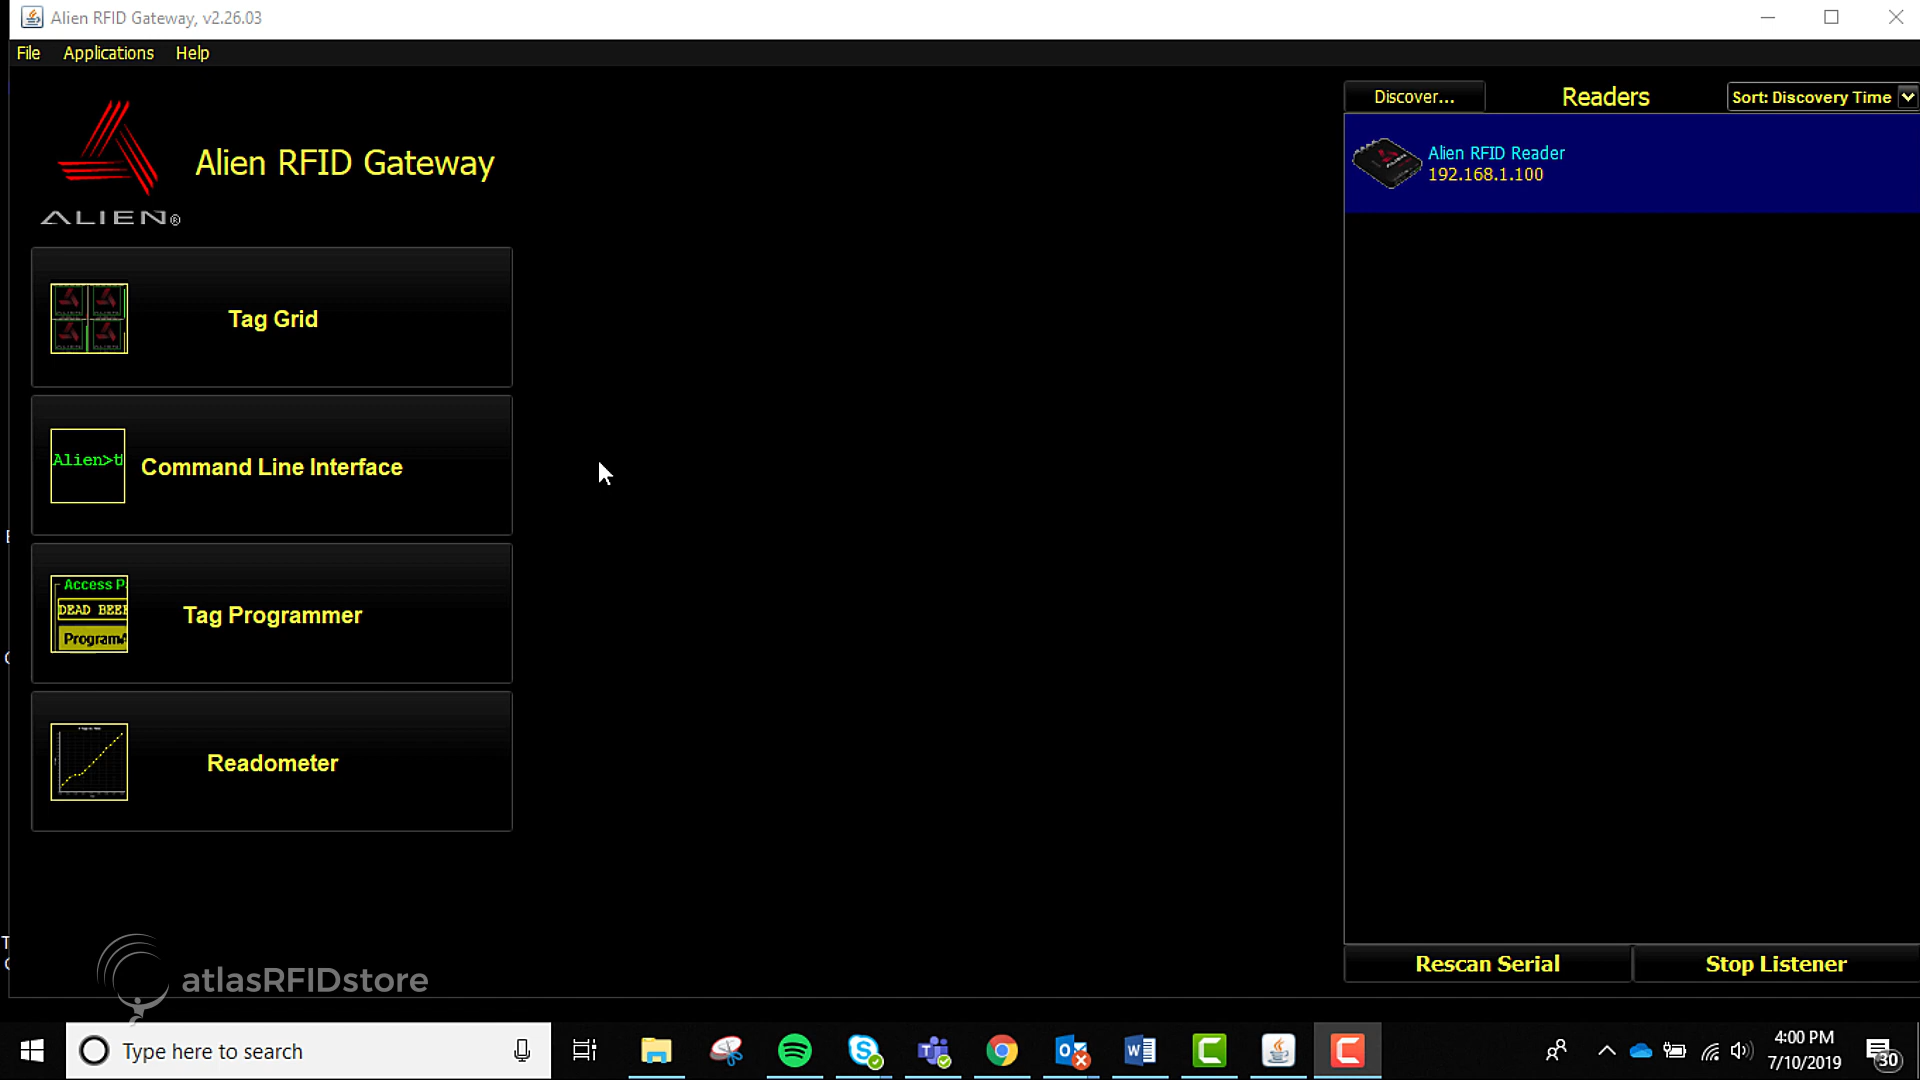 Alien RFID Gateway, v2.26.03
File Applications Help
Discover...
Readers
Sort: Discovery Time
Alien RFID Reader
192.168.1.100
Alien RFID Gateway
ALIEN®
Tag Grid
Alien>t
Command Line Interface
Access P
DEAD BEEF
ProgramA
Tag Programmer
Readometer
atlasRFIDstore
Rescan Serial
Stop Listener
Type here to search
4:00 PM
7/10/2019
30